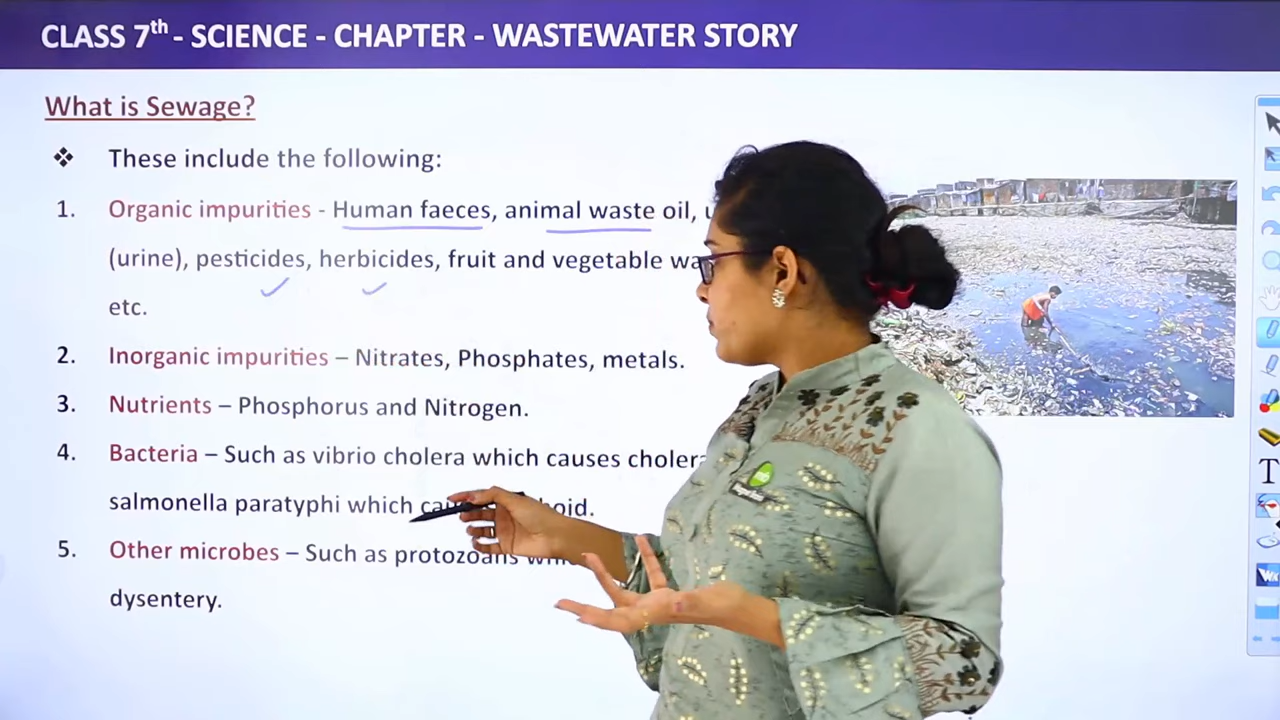 CLASS 7th - SCIENCE - CHAPTER - WASTEWATER STORY
What is Sewage?
❖ These include the following:
1. Organic impurities - Human faeces, animal waste oil,
(urine), pesticides, herbicides, fruit and vegetable
etc.
2. Inorganic impurities – Nitrates, Phosphates, metals.
3. Nutrients – Phosphorus and Nitrogen.
4. Bacteria – Such as vibrio cholera which causes
salmonella paratyphi which
5. Other microbes – Such as protozoans
dysentery.
T